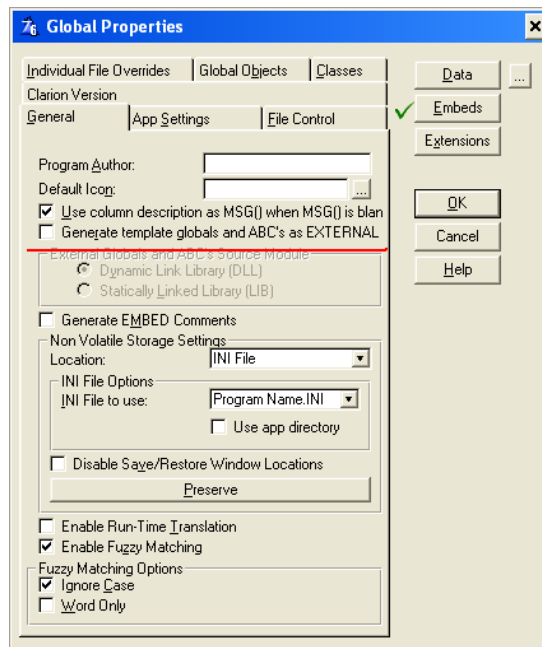 76 Global Properties
Individual File Overrides Global Objects Classes
Clarion Version
General App Settings File Control
Program Author:
Default Icon: ...
Use column description as MSG() when MSG() is blan
Generate template globals and ABC's as EXTERNAL
External Globals and ABC's Source Module
Dynamic Link Library (DLL)
Statically Linked Library (LIB)
Generate EMBED Comments
Non Volatile Storage Settings
Location: INI File
INI File Options
INI File to use: Program Name.INI
Use app directory
Disable Save/Restore Window Locations
Preserve
Enable Run-Time Translation
Enable Fuzzy Matching
Fuzzy Matching Options
Ignore Case
Word Only
Data ...
Embeds
Extensions
OK
Cancel
Help